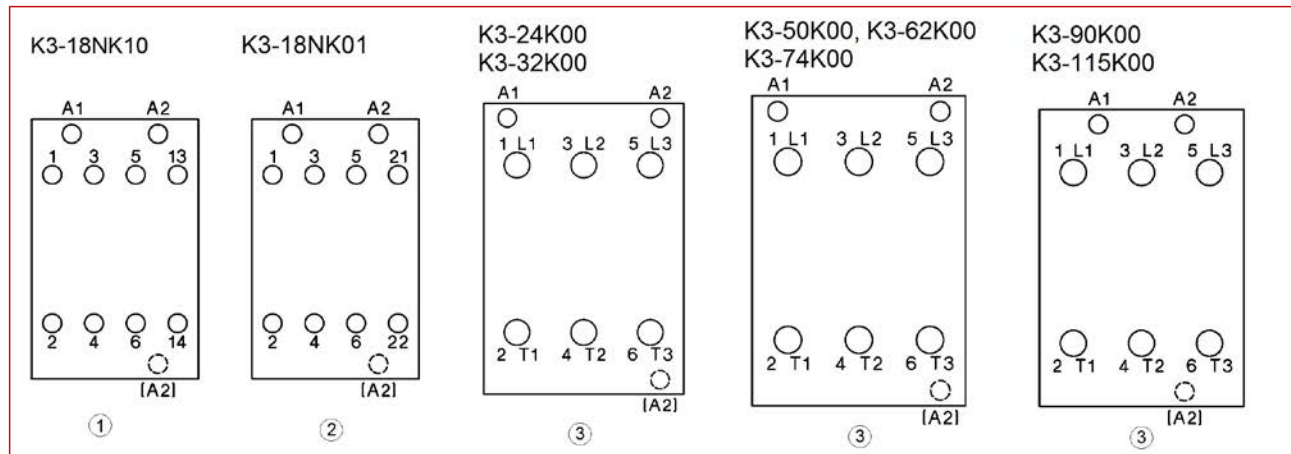 K3-18NK10
A1 A2
1 3 5 13
2 4 6 14
[A2]
①
K3-18NK01
A1 A2
1 3 5 21
2 4 6 22
[A2]
②
K3-24K00
K3-32K00
A1 A2
1 L1 3 L2 5 L3
2 T1 4 T2 6 T3
[A2]
③
K3-50K00, K3-62K00
K3-74K00
A1 A2
1 L1 3 L2 5 L3
2 T1 4 T2 6 T3
[A2]
③
K3-90K00
K3-115K00
A1 A2
1 L1 3 L2 5 L3
2 T1 4 T2 6 T3
[A2]
③